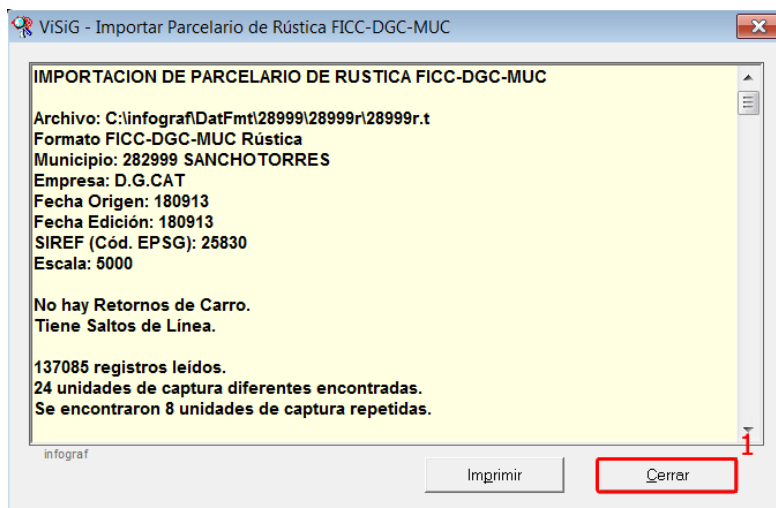 ViSiG - Importar Parcelario de Rústica FICC-DGC-MUC
IMPORTACION DE PARCELARIO DE RUSTICA FICC-DGC-MUC
Archivo: C:\infograf\DatFmt\28999\28999r\28999r.t
Formato FICC-DGC-MUC Rústica
Municipio: 282999 SANCHOTORRES
Empresa: D.G.CAT
Fecha Origen: 180913
Fecha Edición: 180913
SIREF (Cód. EPSG): 25830
Escala: 5000
No hay Retornos de Carro.
Tiene Saltos de Línea.
137085 registros leídos.
24 unidades de captura diferentes encontradas.
Se encontraron 8 unidades de captura repetidas.
1
infograf
Imprimir
Cerrar